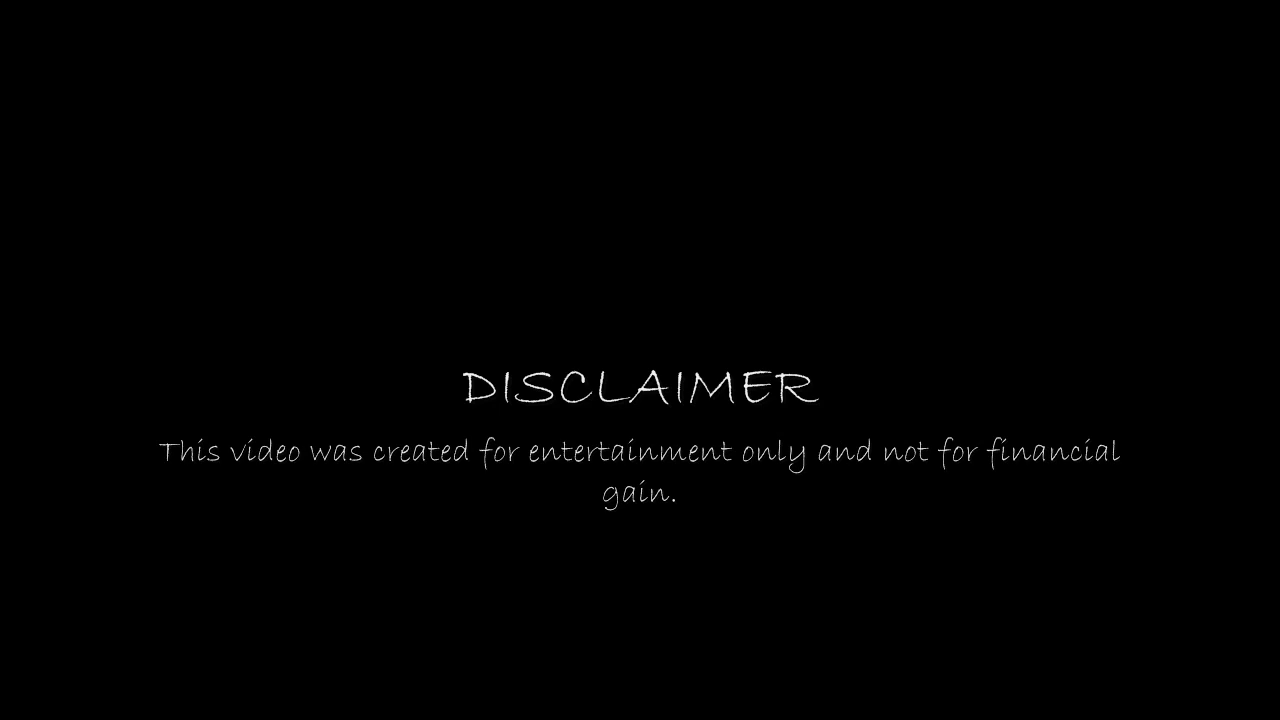 DISCLAIMER
This video was created for entertainment only and not for financial
gain.